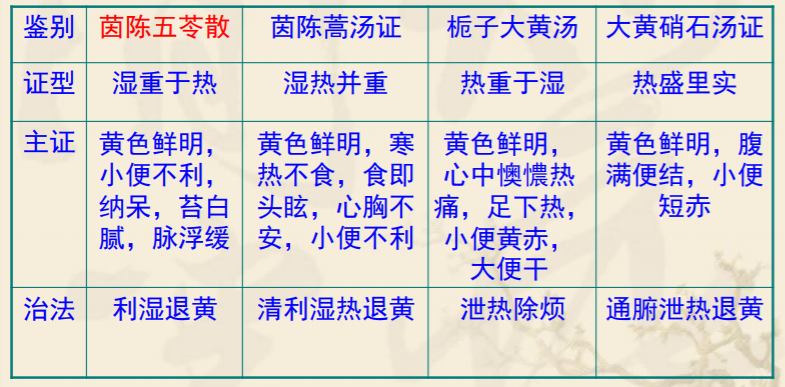 鉴别 茵陈五苓散 茵陈蒿汤证 栀子大黄汤 大黄硝石汤证
证型 湿重于热 湿热并重 热重于湿 热盛里实
主证 黄色鲜明， 黄色鲜明，寒 黄色鲜明， 黄色鲜明，腹
小便不利， 热不食，食即 心中懊憹热 满便结，小便
纳呆，苔白 头眩，心胸不 痛，足下热， 短赤
腻，脉浮缓 安，小便不利 小便黄赤，
大便干
治法 利湿退黄 清利湿热退黄 泄热除烦 通腑泄热退黄